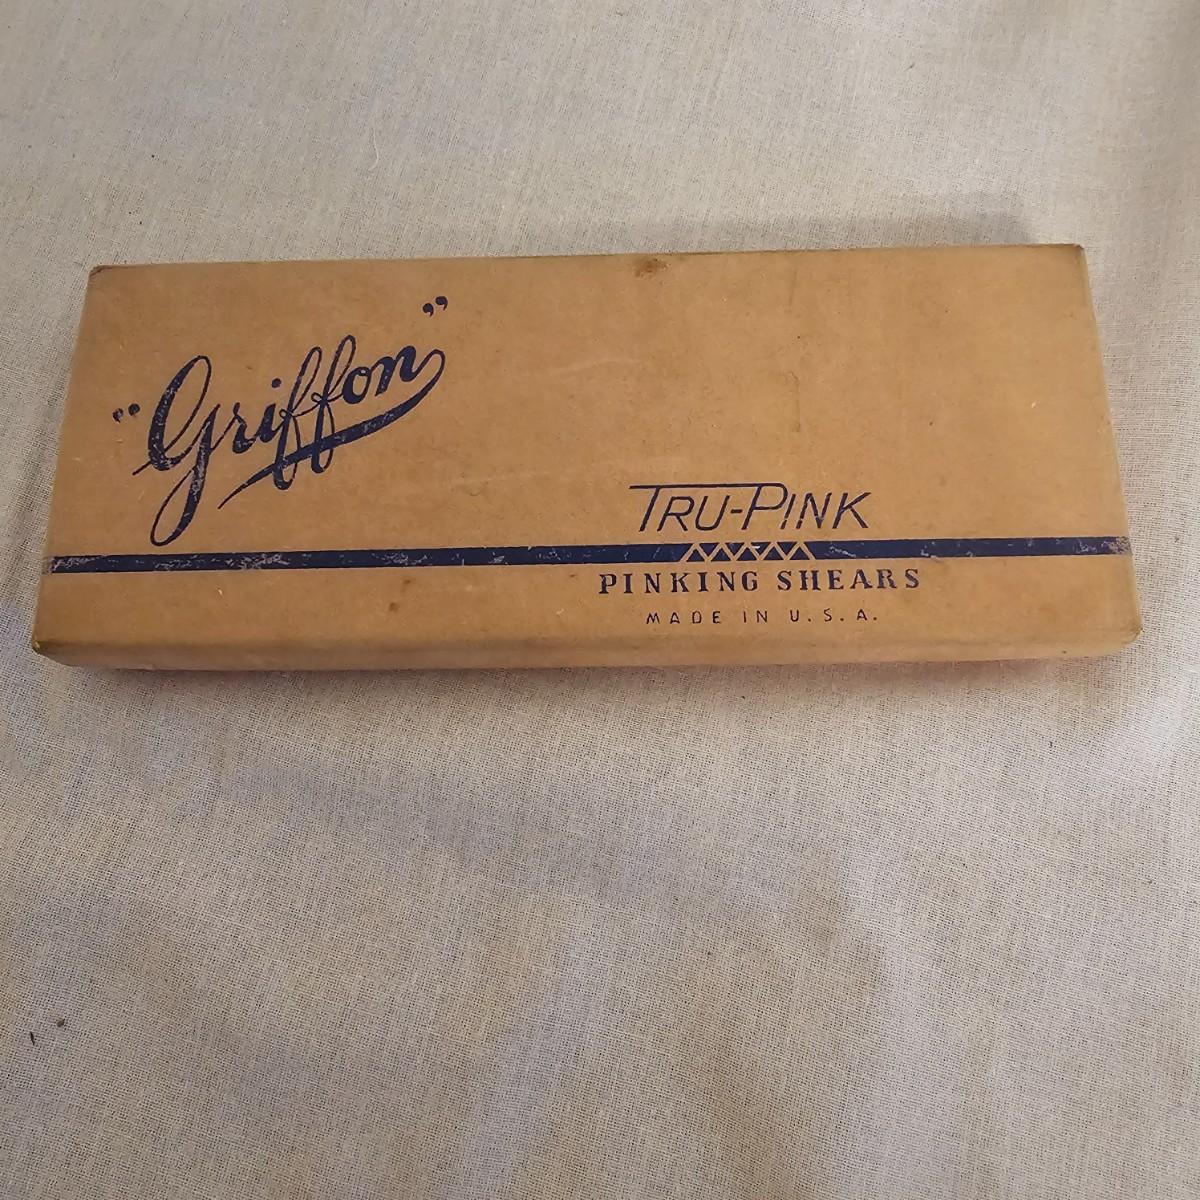 “Griffon”
TRU-PINK
PINKING SHEARS
MADE IN U.S.A.